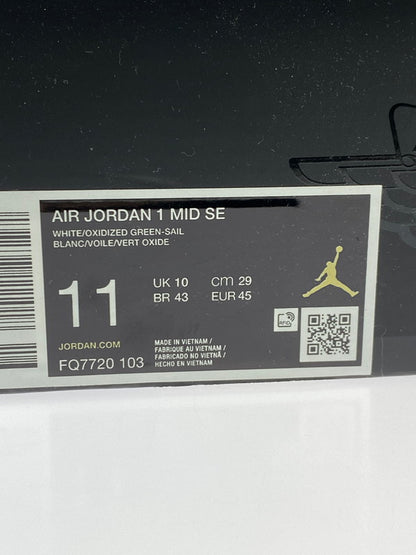 AIR JORDAN 1 MID SE
WHITE/OXIDIZED GREEN-SAIL
BLANC/VOILE/VERT OXIDE
11
UK 10 cm 29
BR 43 EUR 45
JORDAN.COM
FQ7720 103
MADE IN VIETNAM /
FABRIQUE AU VIETNAM /
FABRICADO NO VIETNÃ /
HECHO EN VIETNAM